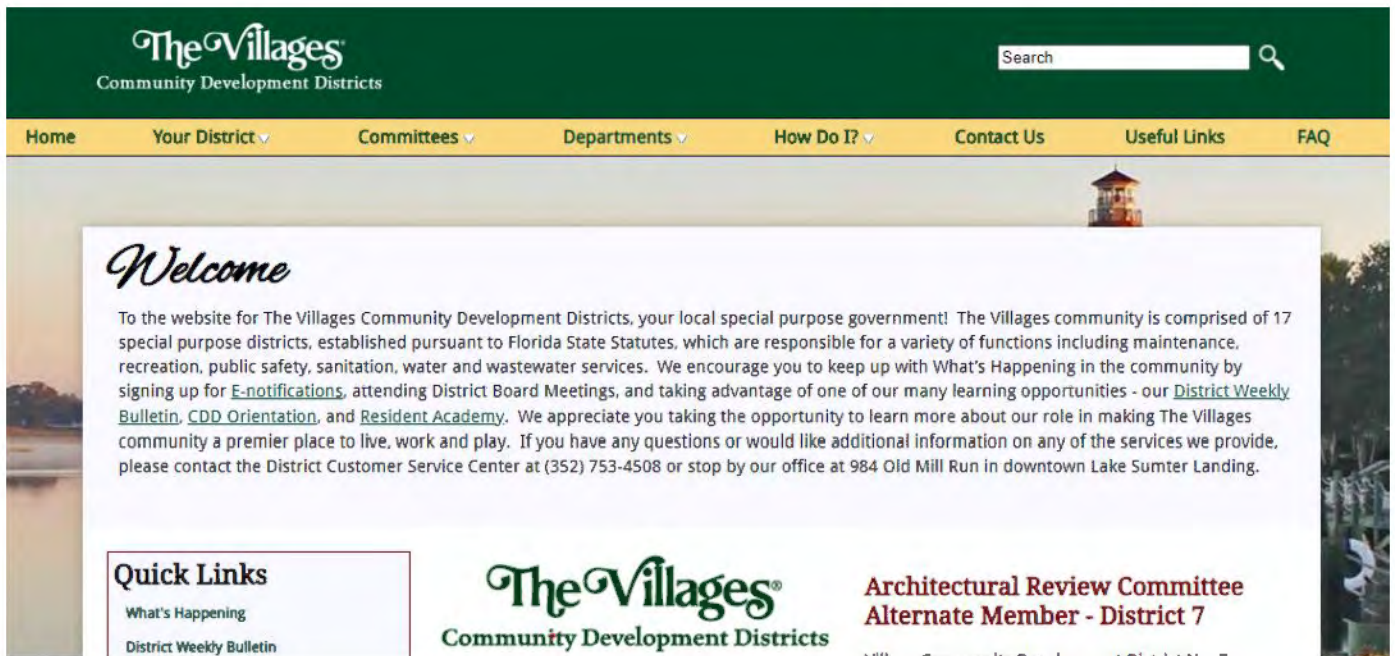 The Villages
Community Development Districts
Search
Home Your District Committees Departments How Do I? Contact Us Useful Links FAQ
Welcome
To the website for The Villages Community Development Districts, your local special purpose government! The Villages community is comprised of 17
special purpose districts, established pursuant to Florida State Statutes, which are responsible for a variety of functions including maintenance,
recreation, public safety, sanitation, water and wastewater services. We encourage you to keep up with What's Happening in the community by
signing up for E-notifications, attending District Board Meetings, and taking advantage of one of our many learning opportunities - our District Weekly
Bulletin, CDD Orientation, and Resident Academy. We appreciate you taking the opportunity to learn more about our role in making The Villages
community a premier place to live, work and play. If you have any questions or would like additional information on any of the services we provide,
please contact the District Customer Service Center at (352) 753-4508 or stop by our office at 984 Old Mill Run in downtown Lake Sumter Landing.
Quick Links
What's Happening
District Weekly Bulletin
The Villages®
Community Development Districts
Architectural Review Committee
Alternate Member - District 7